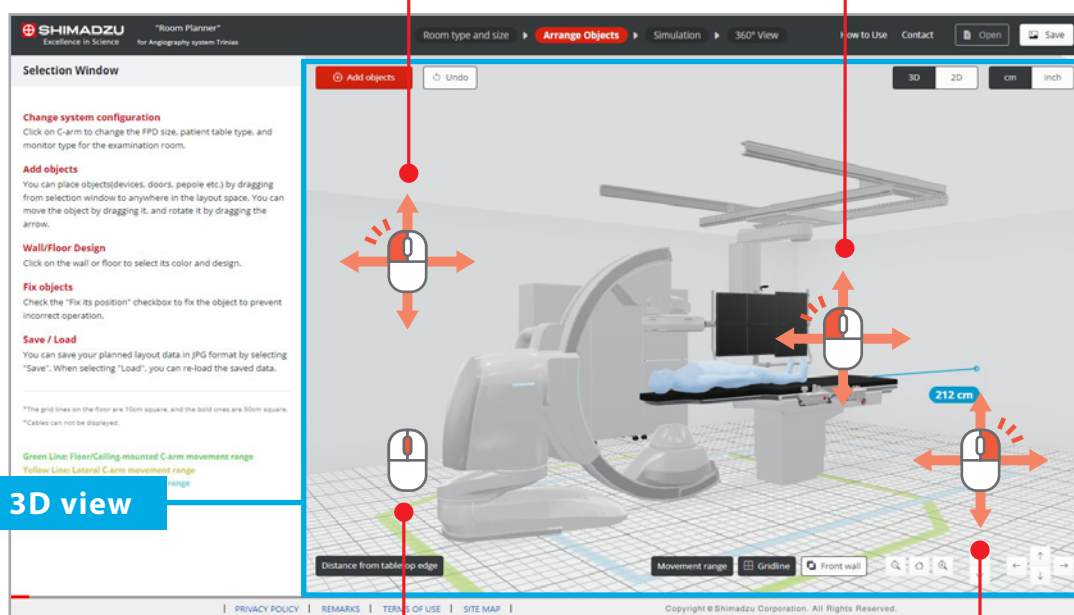 SHIMADZU
Excellence in Science
"Room Planner"
for Angiography system Trinias
Room type and size
Arrange Objects
Simulation
360° View
How to Use
Contact
Open
Save
Selection Window
Change system configuration
Click on C-arm to change the FPD size, patient table type, and
monitor type for the examination room.
Add objects
You can place objects(devices, doors, pepole etc.) by dragging
from selection window to anywhere in the layout space. You can
move the object by dragging it, and rotate it by dragging the
arrow.
Wall/Floor Design
Click on the wall or floor to select its color and design.
Fix objects
Check the "Fix its position" checkbox to fix the object to prevent
incorrect operation.
Save / Load
You can save your planned layout data in JPG format by selecting
"Save". When selecting "Load", you can re-load the saved data.
*The grid lines on the floor are 10cm square, and the bold ones are 50cm square.
*Cables can not be displayed.
Green Line: Floor/Ceiling-mounted C-arm movement range
Yellow Line: Lateral C-arm movement range
range
3D view
Add objects
Undo
3D
2D
cm
inch
212 cm
Distance from tabletop edge
Movement range
Gridline
Front wall
PRIVACY POLICY
REMARKS
TERMS OF USE
SITE MAP
Copyright © Shimadzu Corporation. All Rights Reserved.